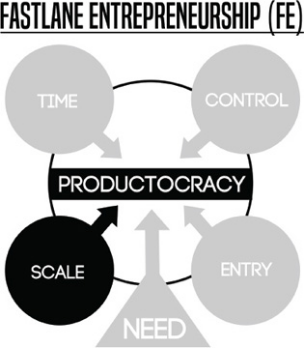 FASTLANE ENTREPRENEURSHIP (FE)
TIME
CONTROL
PRODUCTOCRACY
SCALE
ENTRY
NEED